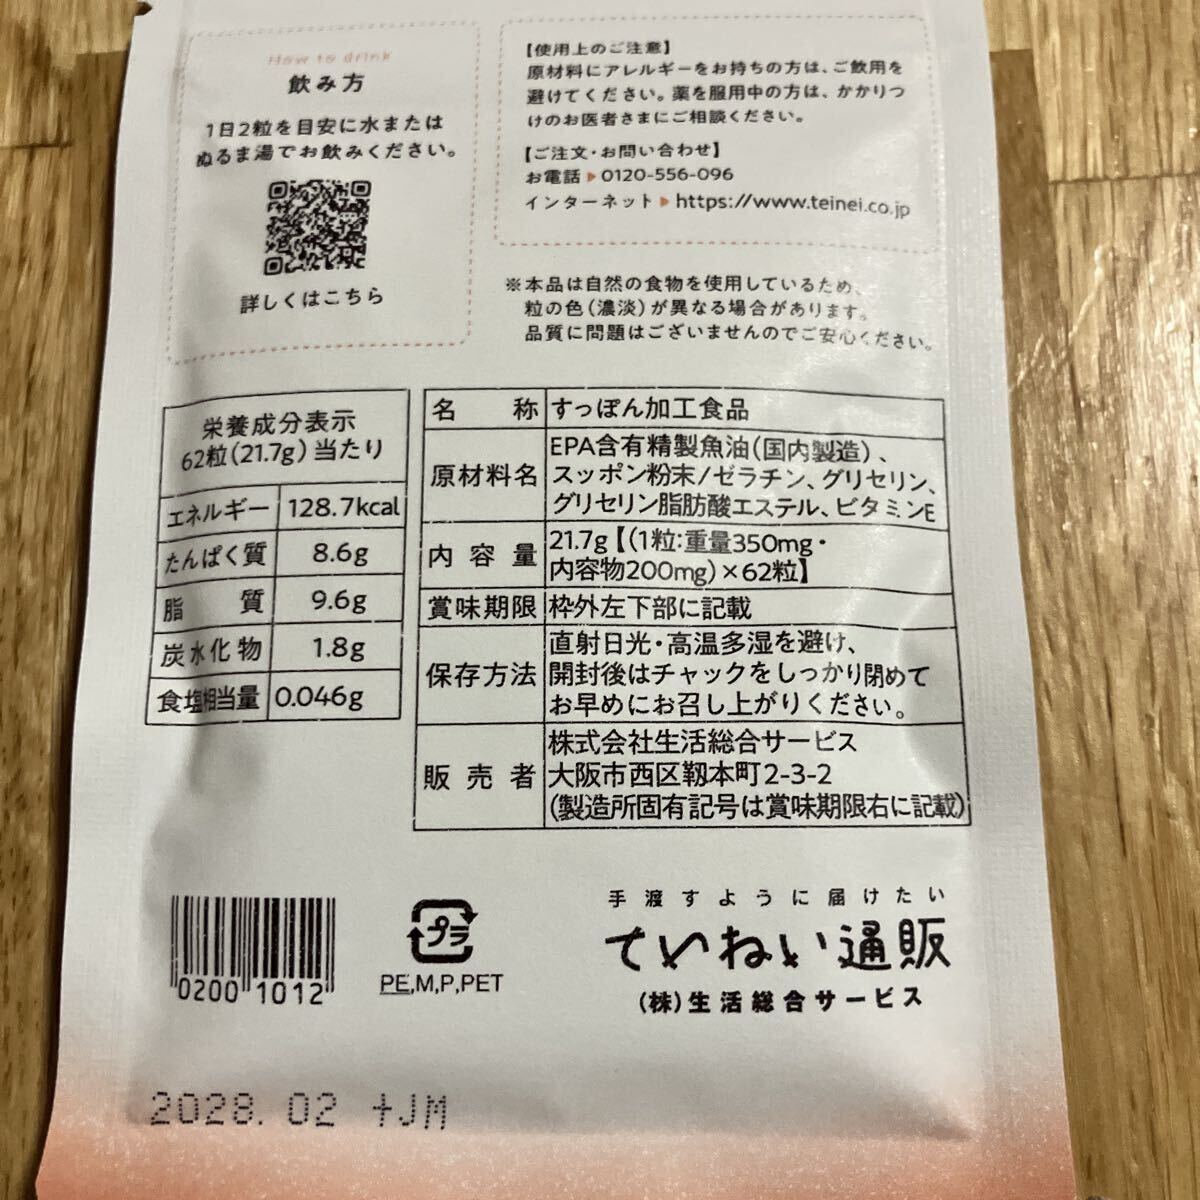 How to drink
飲み方
1日2粒を目安に水または
ぬるま湯でお飲みください。
詳しくはこちら
【使用上のご注意】
原材料にアレルギーをお持ちの方は、ご飲用を
避けてください。薬を服用中の方は、かかりつ
けのお医者さまにご相談ください。
【ご注文・お問い合わせ】
お電話▶0120-556-096
インターネット▶https://www.teinei.co.jp
※本品は自然の食物を使用しているため、
粒の色(濃淡)が異なる場合があります。
品質に問題はございませんのでご安心ください。
栄養成分表示
62粒(21.7g)当たり
エネルギー 128.7kcal
たんぱく質 8.6g
脂質 9.6g
炭水化物 1.8g
食塩相当量 0.046g
名称 すっぽん加工食品
原材料名 EPA含有精製魚油(国内製造)、
スッポン粉末/ゼラチン、グリセリン、
グリセリン脂肪酸エステル、ビタミンE
内容量 21.7g【(1粒:重量350mg・
内容物200mg)×62粒】
賞味期限 枠外左下部に記載
保存方法 直射日光・高温多湿を避け、
開封後はチャックをしっかり閉めて
お早めにお召し上がりください。
販売者 株式会社生活総合サービス
大阪市西区靱本町2-3-2
(製造所固有記号は賞味期限右に記載)
0200 1012
プラ
PE,M,P,PET
手渡すように届けたい
ていねい通販
(株)生活総合サービス
2028.02 +JM